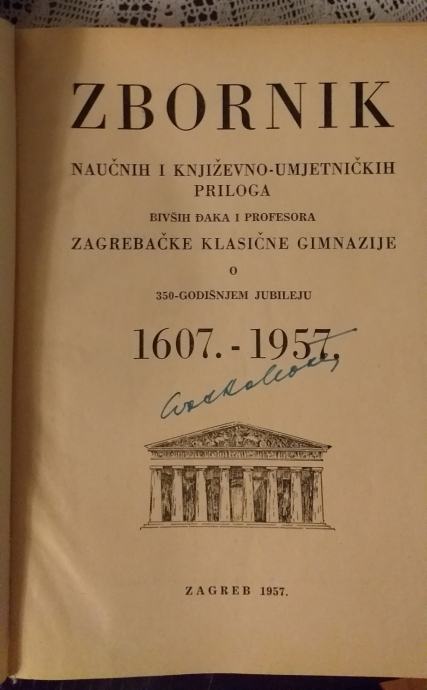 ZBORNIK
NAUČNIH I KNJIŽEVNO-UMJETNIČKIH
PRILOGA
BIVŠIH ĐAKA I PROFESORA
ZAGREBAČKE KLASIČNE GIMNAZIJE
O
350-GODIŠNJEM JUBILEJU
1607. - 1957.
ZAGREB 1957.